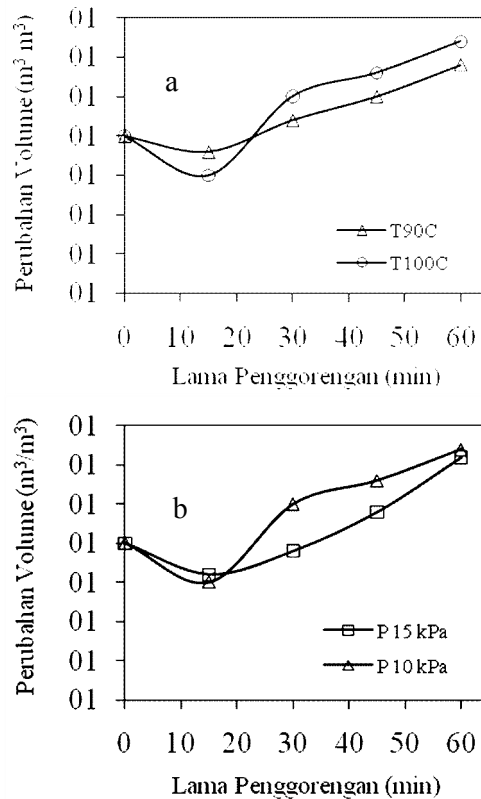 Perubahan Volume (m³ m³)
01
01
01
01
01
01
01
01
a
T90C
T100C
0 10 20 30 40 50 60
Lama Penggorengan (min)
Perubahan Volume (m³/m³)
01
01
01
01
01
01
01
01
b
P 15 kPa
P 10 kPa
0 10 20 30 40 50 60
Lama Penggorengan (min)